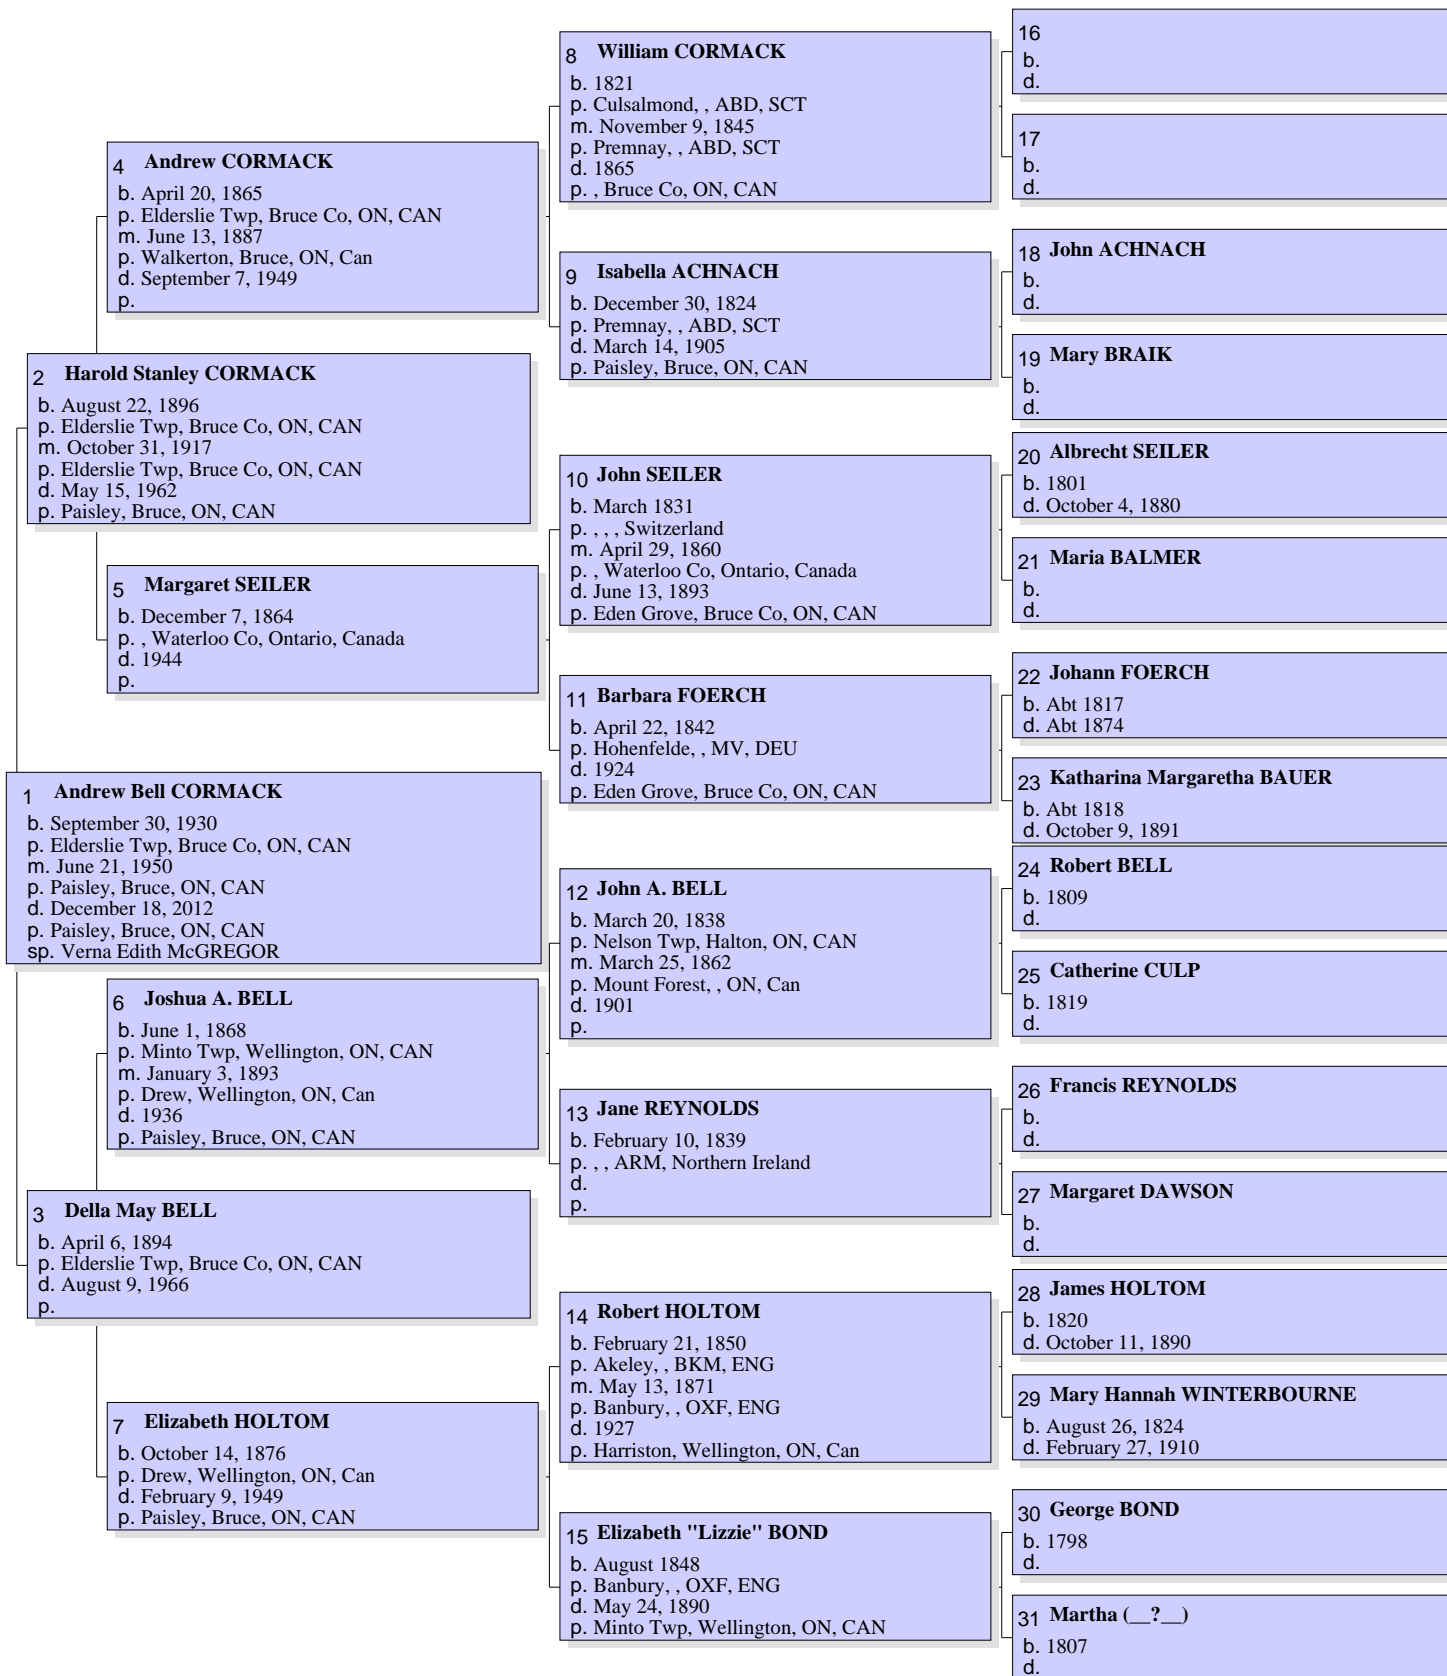 1 Andrew Bell CORMACK
b. September 30, 1930
p. Elderslie Twp, Bruce Co, ON, CAN
m. June 21, 1950
p. Paisley, Bruce, ON, CAN
d. December 18, 2012
p. Paisley, Bruce, ON, CAN
sp. Verna Edith McGREGOR
2 Harold Stanley CORMACK
b. August 22, 1896
p. Elderslie Twp, Bruce Co, ON, CAN
m. October 31, 1917
p. Elderslie Twp, Bruce Co, ON, CAN
d. May 15, 1962
p. Paisley, Bruce, ON, CAN
3 Della May BELL
b. April 6, 1894
p. Elderslie Twp, Bruce Co, ON, CAN
d. August 9, 1966
p.
4 Andrew CORMACK
b. April 20, 1865
p. Elderslie Twp, Bruce Co, ON, CAN
m. June 13, 1887
p. Walkerton, Bruce, ON, Can
d. September 7, 1949
p.
5 Margaret SEILER
b. December 7, 1864
p. , Waterloo Co, Ontario, Canada
d. 1944
p.
6 Joshua A. BELL
b. June 1, 1868
p. Minto Twp, Wellington, ON, CAN
m. January 3, 1893
p. Drew, Wellington, ON, Can
d. 1936
p. Paisley, Bruce, ON, CAN
7 Elizabeth HOLTOM
b. October 14, 1876
p. Drew, Wellington, ON, Can
d. February 9, 1949
p. Paisley, Bruce, ON, CAN
8 William CORMACK
b. 1821
p. Culsalmond, , ABD, SCT
m. November 9, 1845
p. Premnay, , ABD, SCT
d. 1865
p. , Bruce Co, ON, CAN
9 Isabella ACHNACH
b. December 30, 1824
p. Premnay, , ABD, SCT
d. March 14, 1905
p. Paisley, Bruce, ON, CAN
10 John SEILER
b. March 1831
p. , , , Switzerland
m. April 29, 1860
p. , Waterloo Co, Ontario, Canada
d. June 13, 1893
p. Eden Grove, Bruce Co, ON, CAN
11 Barbara FOERCH
b. April 22, 1842
p. Hohenfelde, , MV, DEU
d. 1924
p. Eden Grove, Bruce Co, ON, CAN
12 John A. BELL
b. March 20, 1838
p. Nelson Twp, Halton, ON, CAN
m. March 25, 1862
p. Mount Forest, , ON, Can
d. 1901
p.
13 Jane REYNOLDS
b. February 10, 1839
p. , , ARM, Northern Ireland
d.
p.
14 Robert HOLTOM
b. February 21, 1850
p. Akeley, , BKM, ENG
m. May 13, 1871
p. Banbury, , OXF, ENG
d. 1927
p. Harriston, Wellington, ON, Can
15 Elizabeth "Lizzie" BOND
b. August 1848
p. Banbury, , OXF, ENG
d. May 24, 1890
p. Minto Twp, Wellington, ON, CAN
16
b.
d.
17
b.
d.
18 John ACHNACH
b.
d.
19 Mary BRAIK
b.
d.
20 Albrecht SEILER
b. 1801
d. October 4, 1880
21 Maria BALMER
b.
d.
22 Johann FOERCH
b. Abt 1817
d. Abt 1874
23 Katharina Margaretha BAUER
b. Abt 1818
d. October 9, 1891
24 Robert BELL
b. 1809
d.
25 Catherine CULP
b. 1819
d.
26 Francis REYNOLDS
b.
d.
27 Margaret DAWSON
b.
d.
28 James HOLTOM
b. 1820
d. October 11, 1890
29 Mary Hannah WINTERBOURNE
b. August 26, 1824
d. February 27, 1910
30 George BOND
b. 1798
d.
31 Martha (__?__)
b. 1807
d.